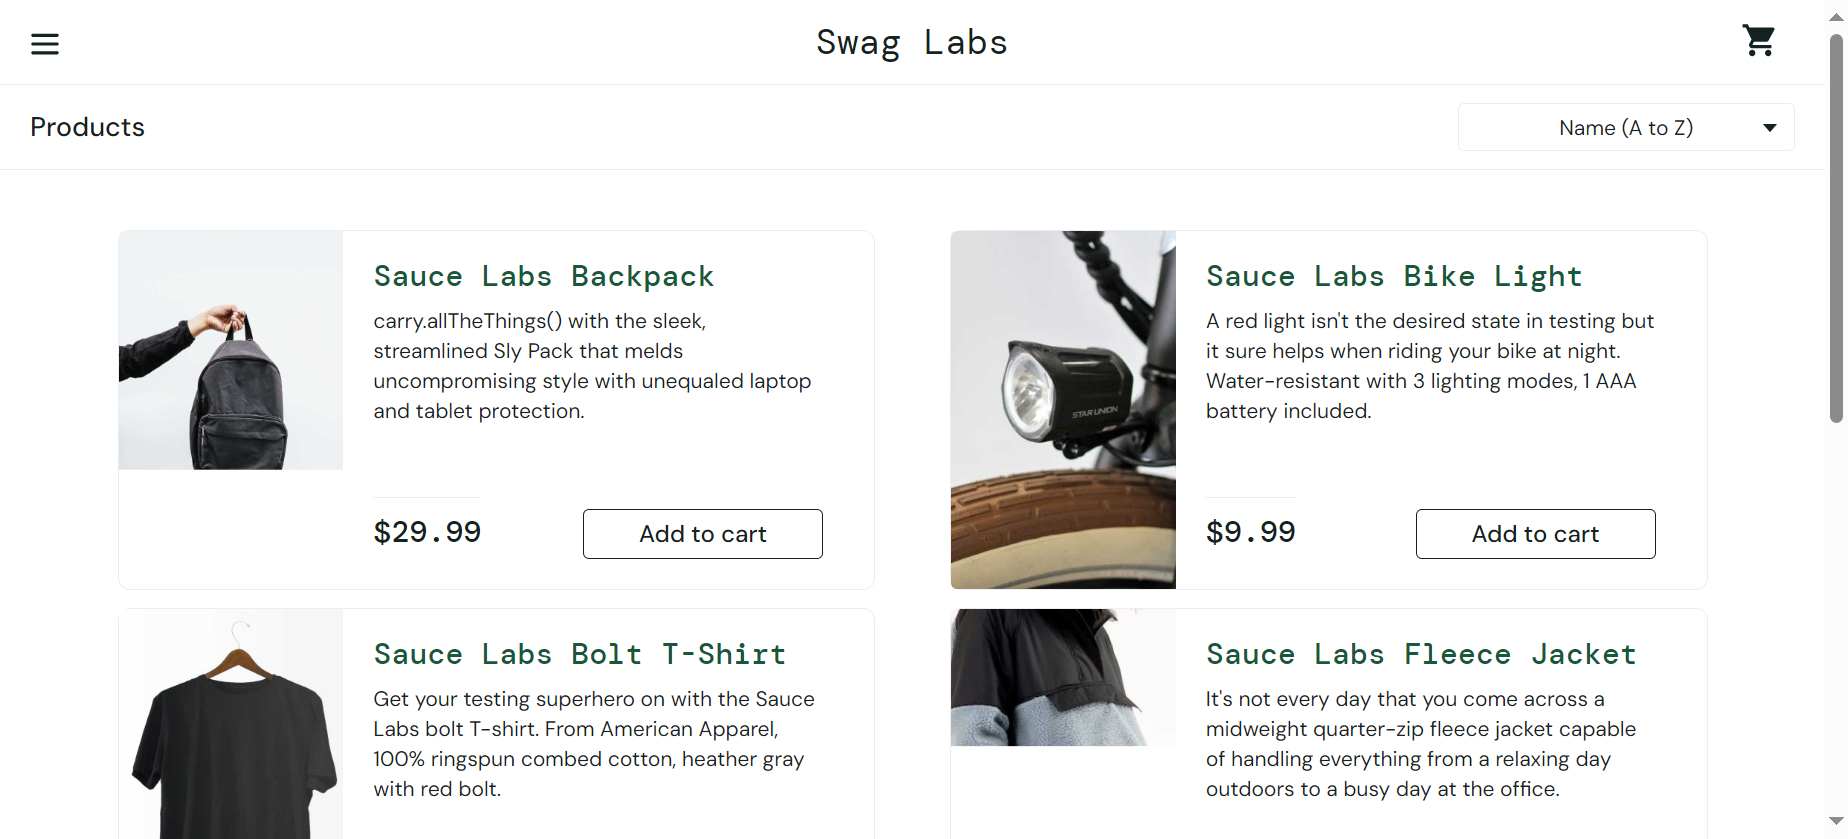 Swag Labs
Products
Name (A to Z)
Sauce Labs Backpack
carry.allTheThings() with the sleek,
streamlined Sly Pack that melds
uncompromising style with unequaled laptop
and tablet protection.
$29.99
Add to cart
Sauce Labs Bike Light
A red light isn't the desired state in testing but
it sure helps when riding your bike at night.
Water-resistant with 3 lighting modes, 1 AAA
battery included.
STAR UNION
$9.99
Add to cart
Sauce Labs Bolt T-Shirt
Get your testing superhero on with the Sauce
Labs bolt T-shirt. From American Apparel,
100% ringspun combed cotton, heather gray
with red bolt.
Sauce Labs Fleece Jacket
It's not every day that you come across a
midweight quarter-zip fleece jacket capable
of handling everything from a relaxing day
outdoors to a busy day at the office.